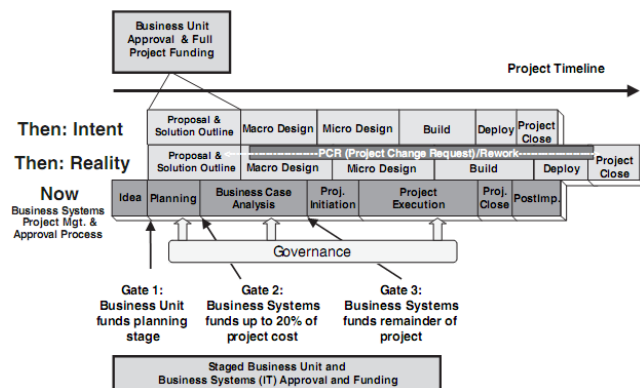 Business Unit
Approval & Full
Project Funding
Project Timeline
Then: Intent
Proposal &
Solution Outline
Macro Design
Micro Design
Build
Deploy
Project
Close
Then: Reality
Proposal &
Solution Outline
PCR (Project Change Request)/Rework
Macro Design
Micro Design
Build
Deploy
Project
Close
Now
Business Systems
Project Mgt. &
Approval Process
Idea
Planning
Business Case
Analysis
Proj.
Initiation
Project
Execution
Proj.
Close
PostImp.
Governance
Gate 1:
Business Unit
funds planning
stage
Gate 2:
Business Systems
funds up to 20% of
project cost
Gate 3:
Business Systems
funds remainder of
project
Staged Business Unit and
Business Systems (IT) Approval and Funding